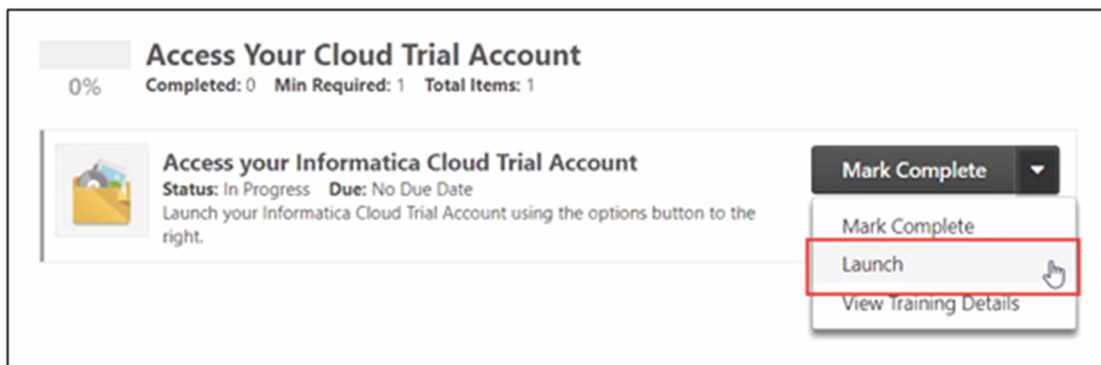 Access Your Cloud Trial Account
0%
Completed: 0 Min Required: 1 Total Items: 1
Access your Informatica Cloud Trial Account
Status: In Progress Due: No Due Date
Launch your Informatica Cloud Trial Account using the options button to the
right.
Mark Complete
Mark Complete
Launch
View Training Details